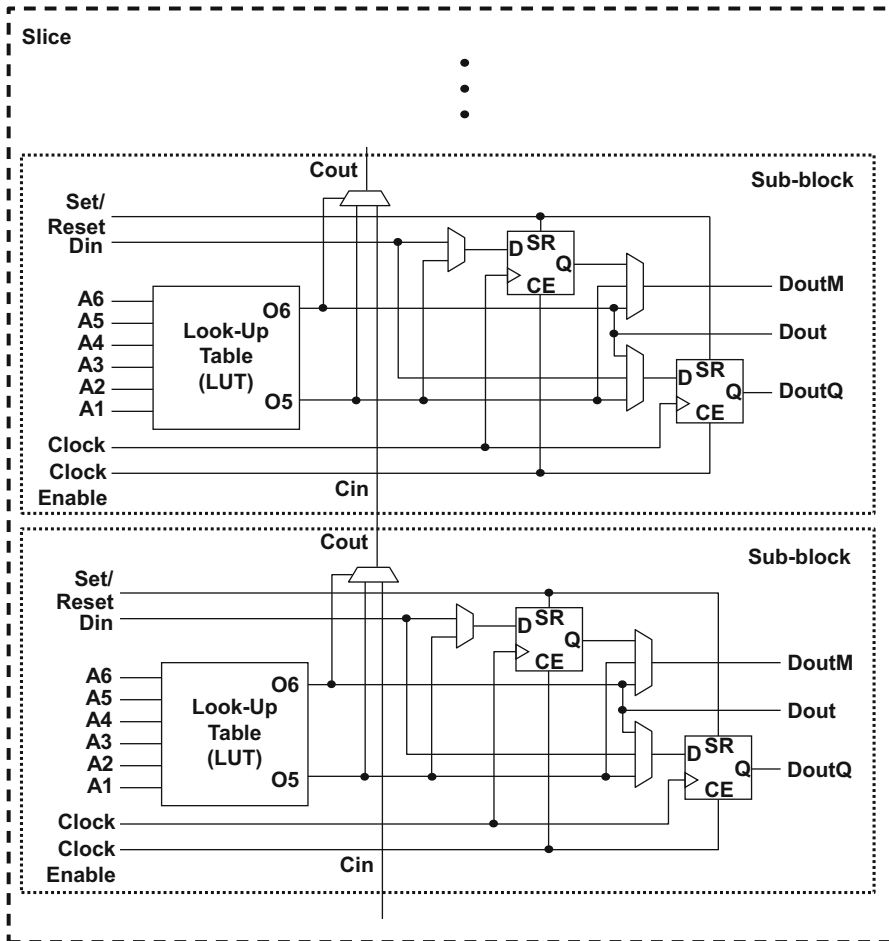 Slice
Cout
Sub-block
Set/
Reset
Din
D
SR
Q
CE
DoutM
A6
A5
A4
A3
A2
A1
O6
Look-Up
Table
(LUT)
O5
Dout
D
SR
Q
CE
DoutQ
Clock
Clock
Enable
Cin
Cout
Sub-block
Set/
Reset
Din
D
SR
Q
CE
DoutM
A6
A5
A4
A3
A2
A1
O6
Look-Up
Table
(LUT)
O5
Dout
D
SR
Q
CE
DoutQ
Clock
Clock
Enable
Cin